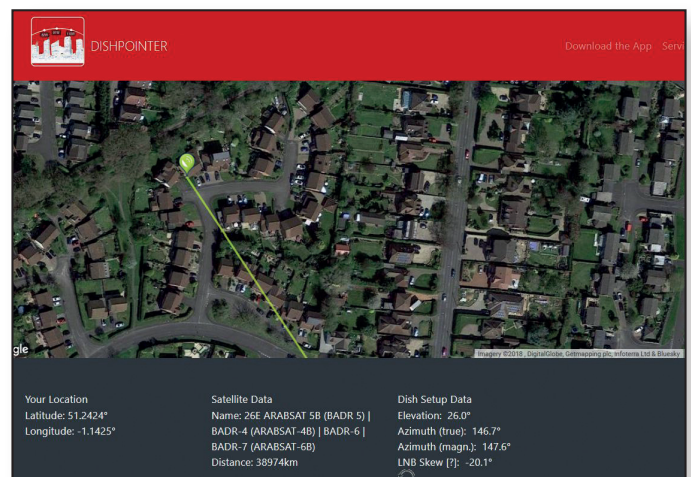 DISHPOINTER
Download the App Servi
gle
Imagery ©2018 , DigitalGlobe, Getmapping plc, Infoterra Ltd & Bluesky
Your Location
Latitude: 51.2424°
Longitude: -1.1425°
Satellite Data
Name: 26E ARABSAT 5B (BADR 5) |
BADR-4 (ARABSAT-4B) | BADR-6 |
BADR-7 (ARABSAT-6B)
Distance: 38974km
Dish Setup Data
Elevation: 26.0°
Azimuth (true): 146.7°
Azimuth (magn.): 147.6°
LNB Skew [?]: -20.1°